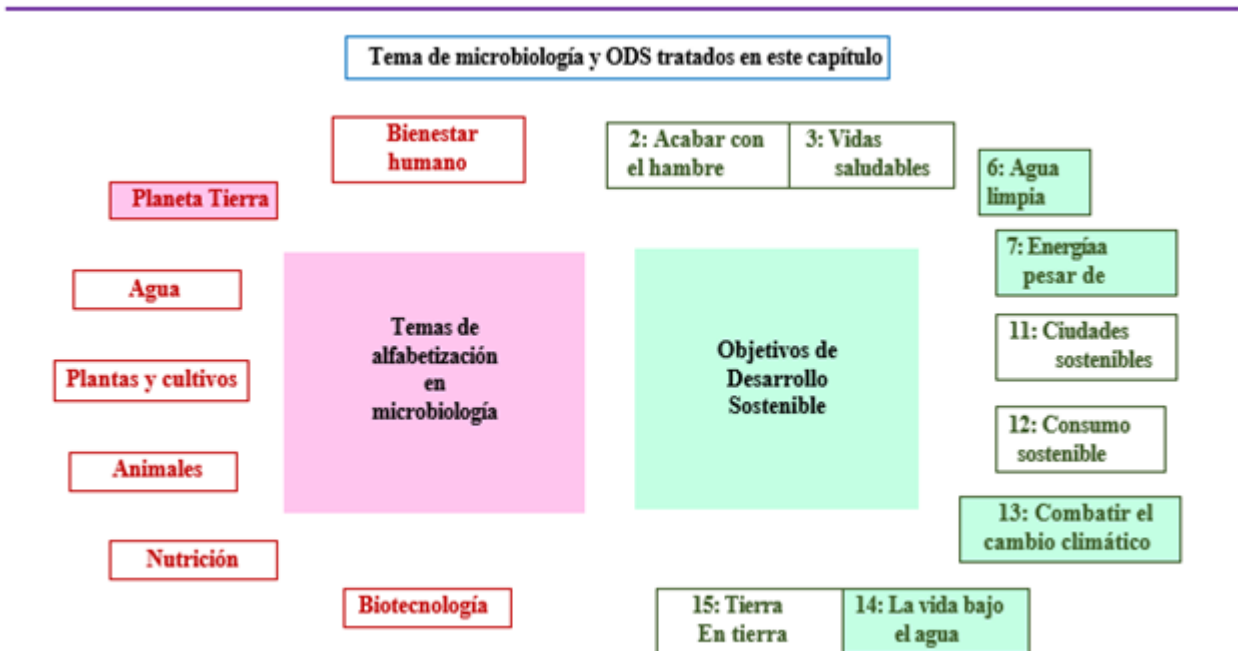 Tema de microbiología y ODS tratados en este capítulo
Bienestar
humano
2: Acabar con
el hambre
3: Vidas
saludables
6: Agua
limpia
Planeta Tierra
7: Energíaa
pesar de
Agua
Temas de
alfabetización
en
microbiología
Objetivos de
Desarrollo
Sostenible
11: Ciudades
sostenibles
Plantas y cultivos
12: Consumo
sostenible
Animales
13: Combatir el
cambio climático
Nutrición
Biotecnología
15: Tierra
En tierra
14: La vida bajo
el agua